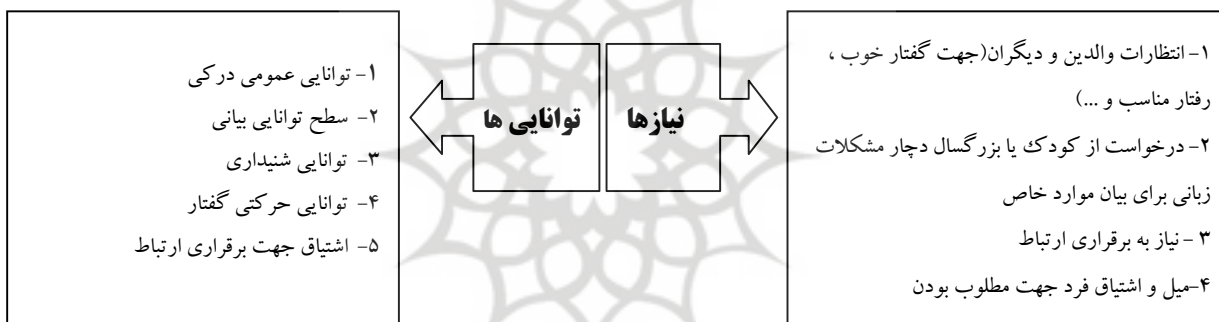 ۱- انتظارات والدین و دیگران(جهت گفتار خوب ،
رفتار مناسب و ...)
۲- درخواست از کودک یا بزرگسال دچار مشکلات
زبانی برای بیان موارد خاص
۳ - نیاز به برقراری ارتباط
۴-میل و اشتیاق فرد جهت مطلوب بودن
نیازها
توانایی ها
۱- توانایی عمومی درکی
۲- سطح توانایی بیانی
۳- توانایی شنیداری
۴- توانایی حرکتی گفتار
۵- اشتیاق جهت برقراری ارتباط